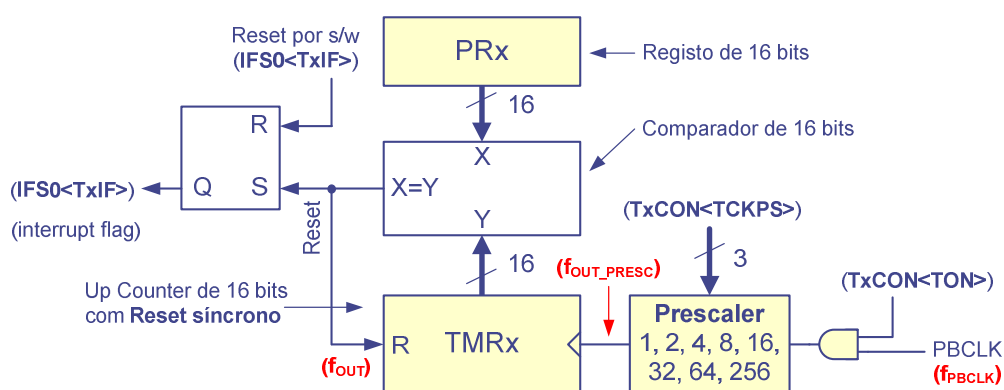 Reset por s/w
(IFS0<TxIF>)
PRx
Registo de 16 bits
16
R
Comparador de 16 bits
X
(IFS0<TxIF>)
Q
S
X=Y
(interrupt flag)
Reset
Y
(TxCON<TCKPS>)
16
3
(fOUT_PRESC)
(TxCON<TON>)
Up Counter de 16 bits
com Reset síncrono
Prescaler
1, 2, 4, 8, 16,
32, 64, 256
R
TMRx
PBCLK
(fOUT)
(fPBCLK)